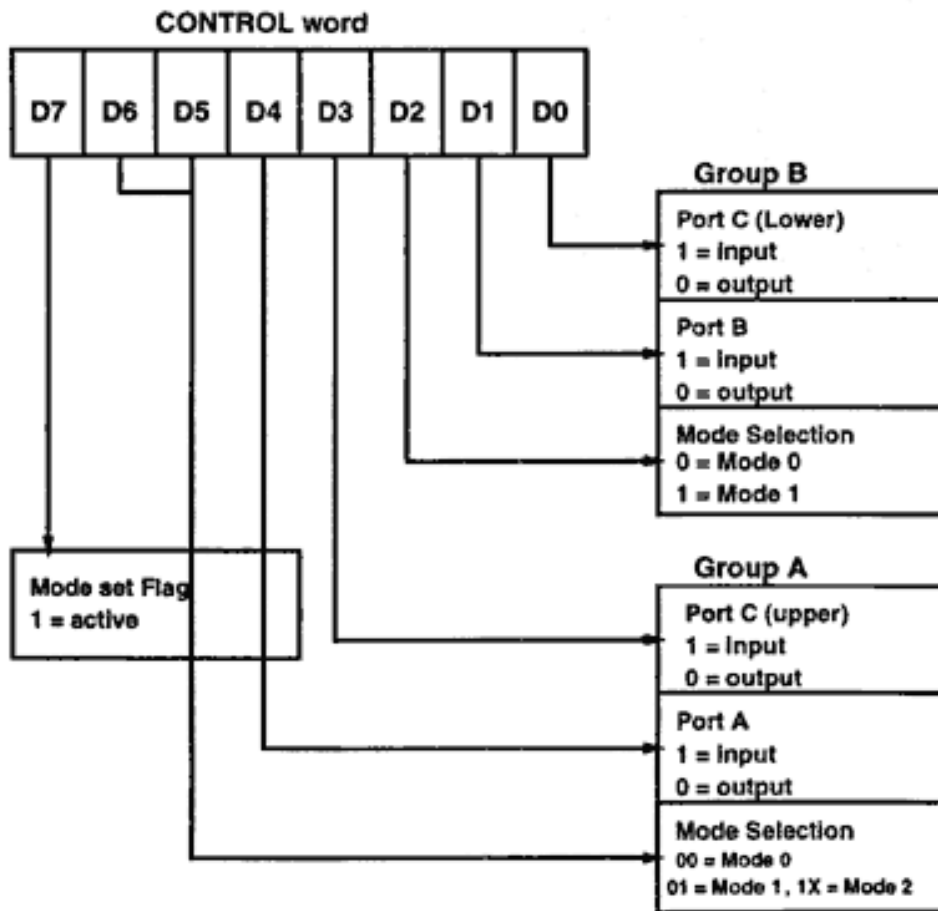 CONTROL word
D7 D6 D5 D4 D3 D2 D1 D0
Group B
Port C (Lower)
1 = input
0 = output
Port B
1 = input
0 = output
Mode Selection
0 = Mode 0
1 = Mode 1
Mode set Flag
1 = active
Group A
Port C (upper)
1 = input
0 = output
Port A
1 = input
0 = output
Mode Selection
00 = Mode 0
01 = Mode 1, 1X = Mode 2